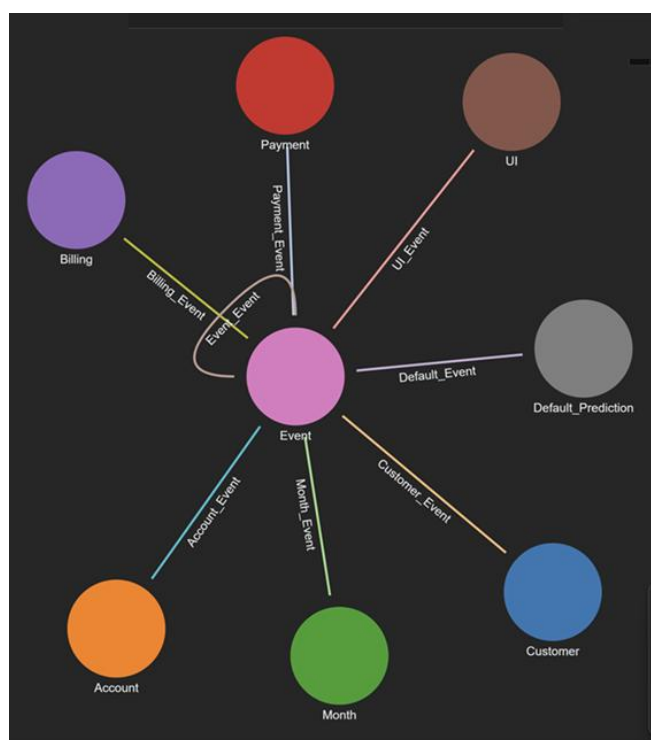 Payment
UI
Payment_Event
UI_Event
Billing
Billing_Event
Event_Event
Default_Event
Default_Prediction
Event
Customer_Event
Account_Event
Month_Event
Customer
Account
Month